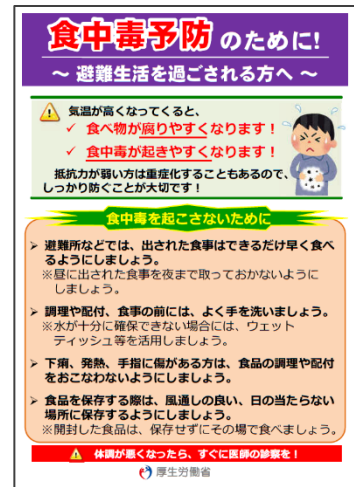 食中毒予防 のために!
～ 避難生活を過ごされる方へ ～
気温が高くなってくると、
✓ 食べ物が腐りやすくなります！
✓ 食中毒が起きやすくなります！
抵抗力が弱い方は重症化することもあるので、
しっかり防ぐことが大切です！
食中毒を起こさないために
➢ 避難所などでは、出された食事はできるだけ早く食べ
るようにしましょう。
※昼に出された食事を夜まで取っておかないように
しましょう。
➢ 調理や配付、食事の前には、よく手を洗いましょう。
※水が十分に確保できない場合には、ウェット
ティッシュ等を活用しましょう。
➢ 下痢、発熱、手指に傷がある方は、食品の調理や配付
をおこなわないようにしましょう。
➢ 食品を保存する際は、風通しの良い、日の当たらない
場所に保存するようにしましょう。
※開封した食品は、保存せずにその場で食べましょう。
体調が悪くなったら、すぐに医師の診察を！
厚生労働省